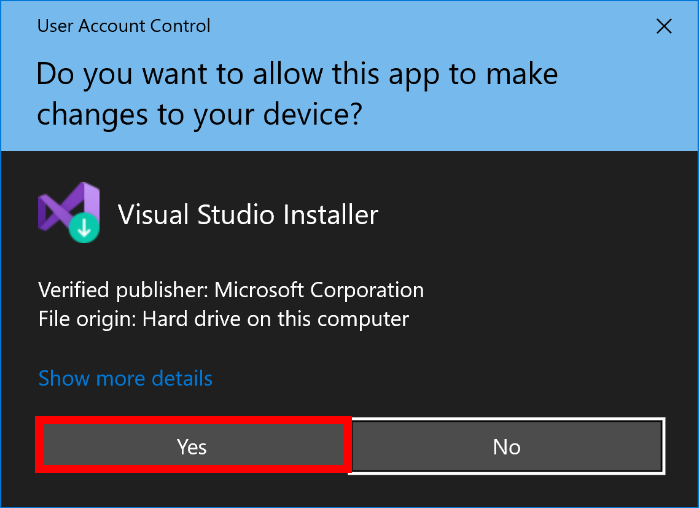 User Account Control
Do you want to allow this app to make
changes to your device?
Visual Studio Installer
Verified publisher: Microsoft Corporation
File origin: Hard drive on this computer
Show more details
Yes
No